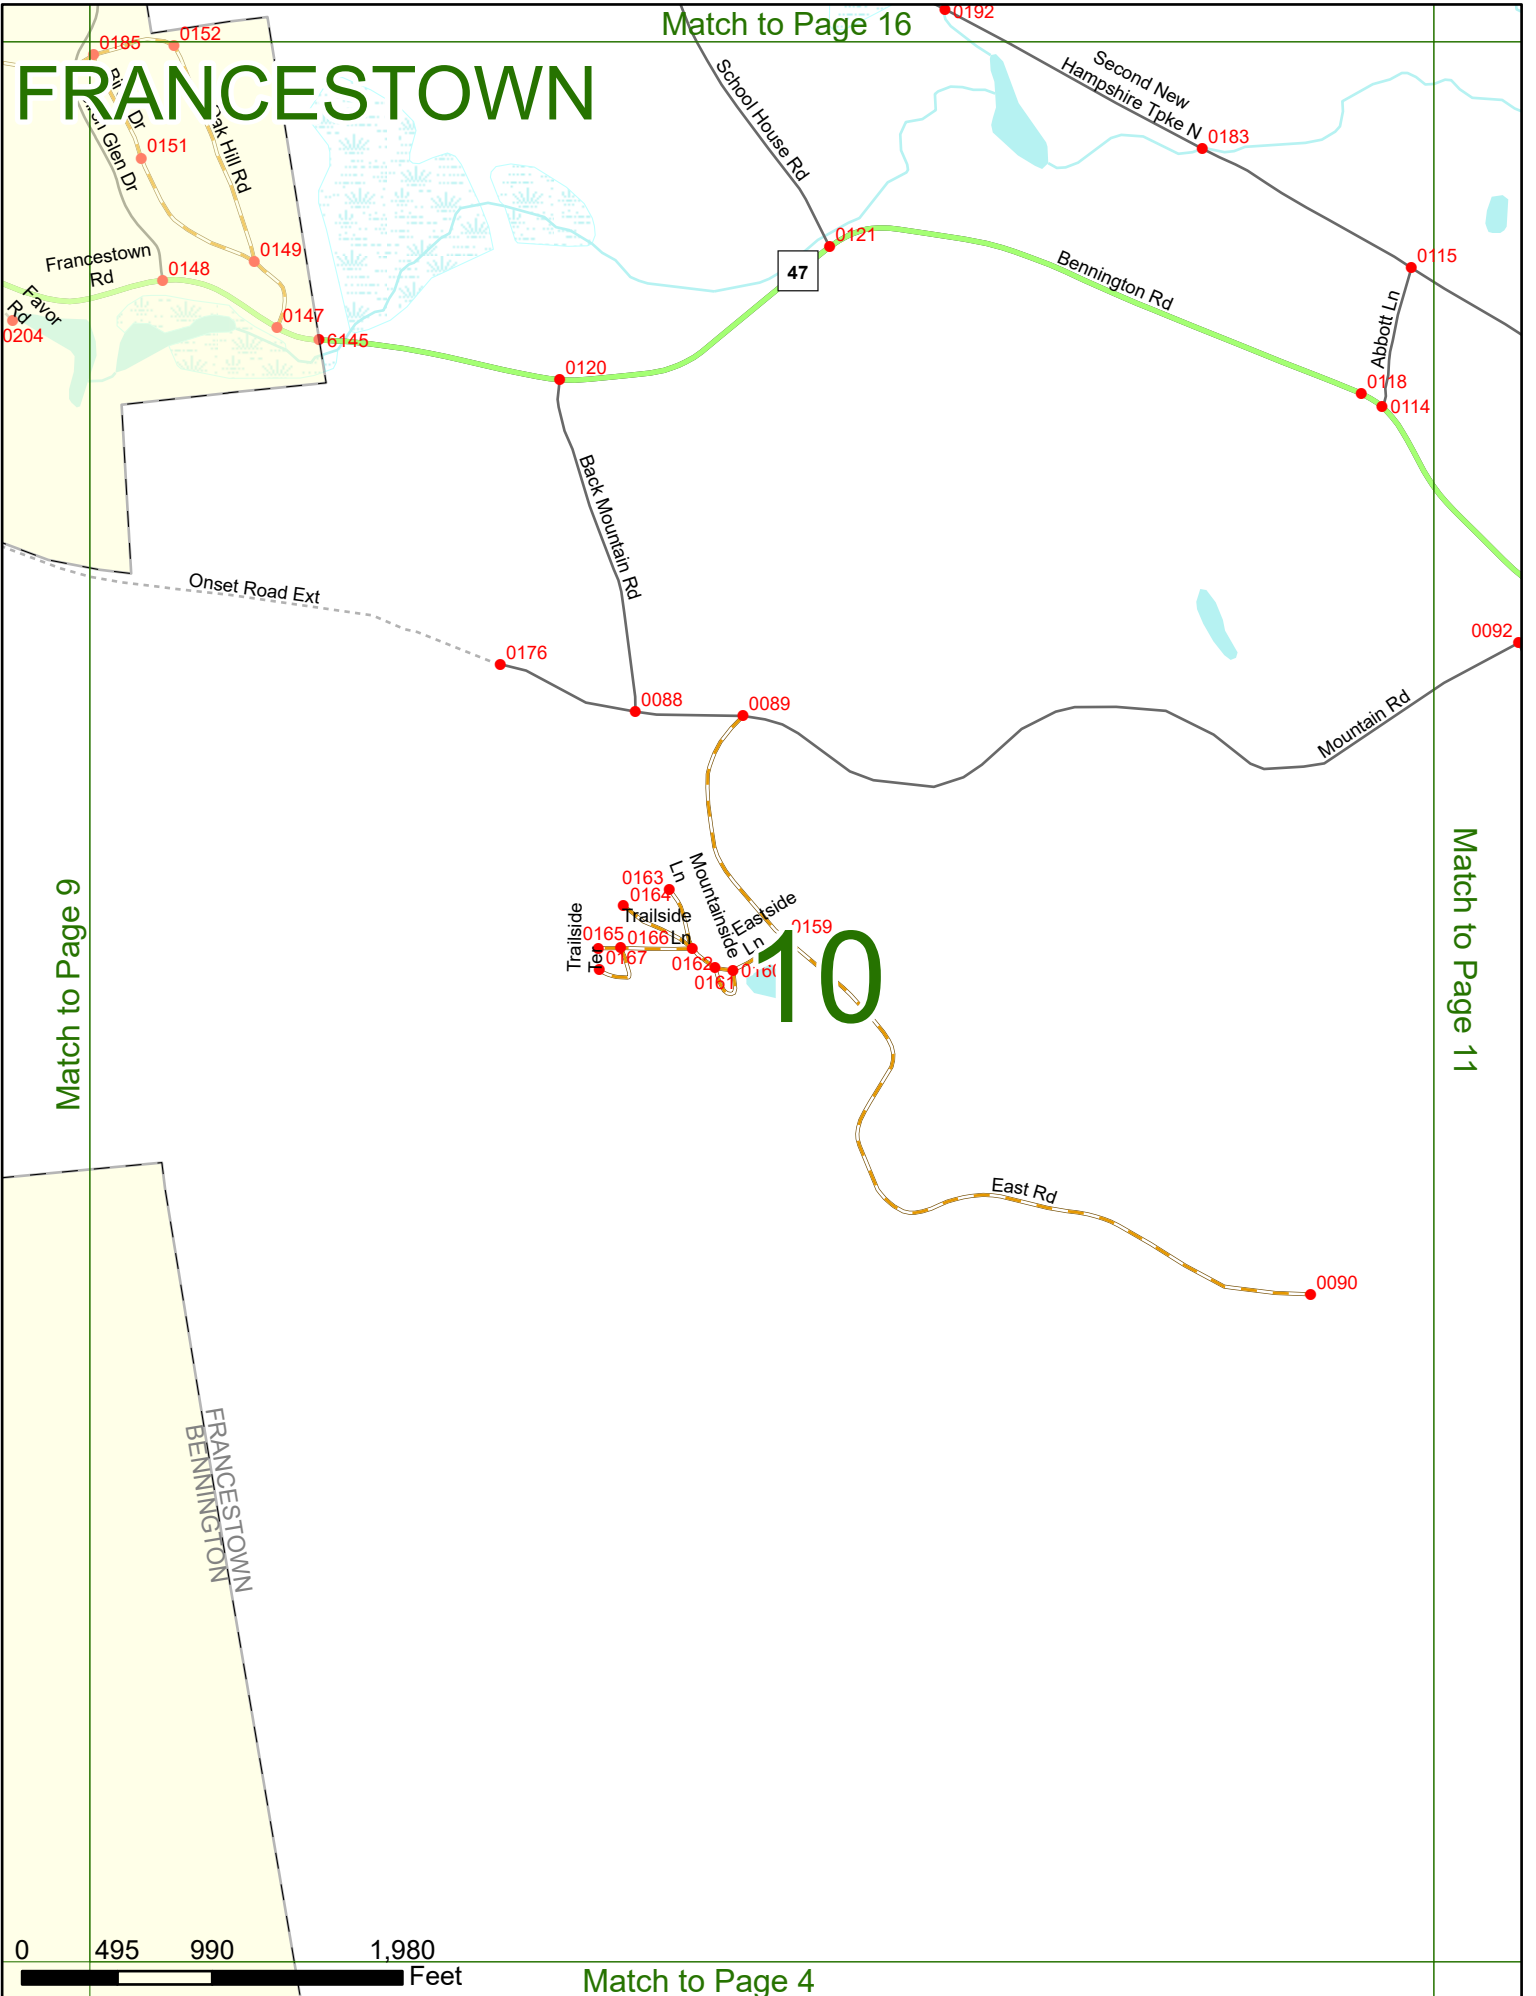 Match to Page 16
0192
0185
0152
FRANCESTOWN
School House Rd
Second New
Hampshire Tpke N
0183
Dr
Glen Dr
Oak Hill Rd
0151
0121
47
0149
Francestown
Rd
0148
Bennington Rd
0115
Favor
Rd
0204
0147
6145
Abbott Ln
0120
0118
0114
Back Mountain Rd
Onset Road Ext
0176
0092
0088
0089
Mountain Rd
Match to Page 9
Match to Page 11
0163
Ln
0164
Mountainside
Trailside
Ln
Eastside
Ln
0159
Trailside
Ter
0165
0166
0167
0162
0161
0160
10
East Rd
0090
FRANCESTOWN
BENNINGTON
0 495 990 1,980
Feet
Match to Page 4